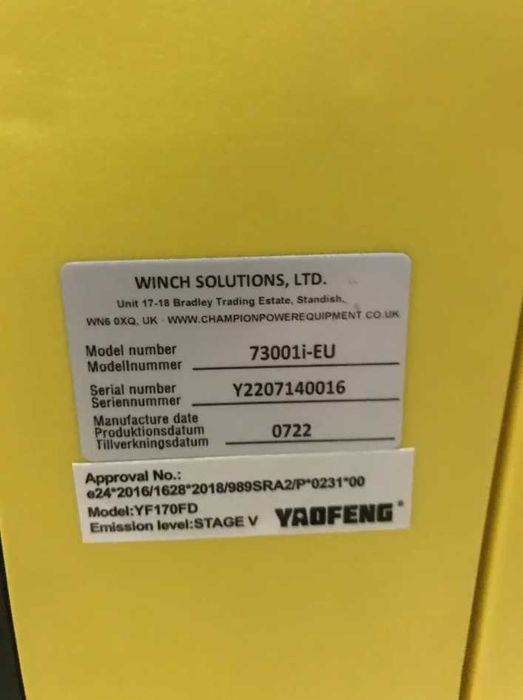 WINCH SOLUTIONS, LTD.
Unit 17-18 Bradley Trading Estate, Standish,
WN6 0XQ, UK - WWW.CHAMPIONPOWEREQUIPMENT.CO.UK
Model number
Modellnummer 73001i-EU
Serial number
Seriennummer Y2207140016
Manufacture date
Produktionsdatum 0722
Tillverkningsdatum
Approval No.:
e24*2016/1628*2018/989SRA2/P*0231*00
Model:YF170FD
Emission level:STAGE V YAOFENG